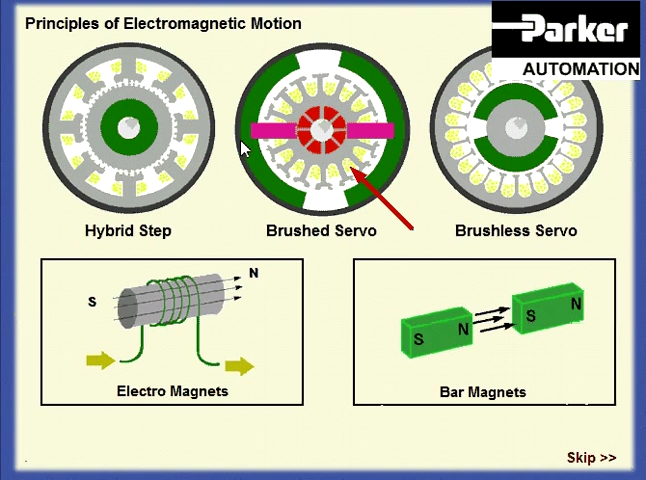 Principles of Electromagnetic Motion
Parker
AUTOMATION
Hybrid Step
Brushed Servo
Brushless Servo
S
N
Electro Magnets
S
N
S
N
Bar Magnets
Skip >>